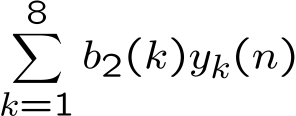 $\sum_{k=1}^{8} b_2(k) y_k(n)$